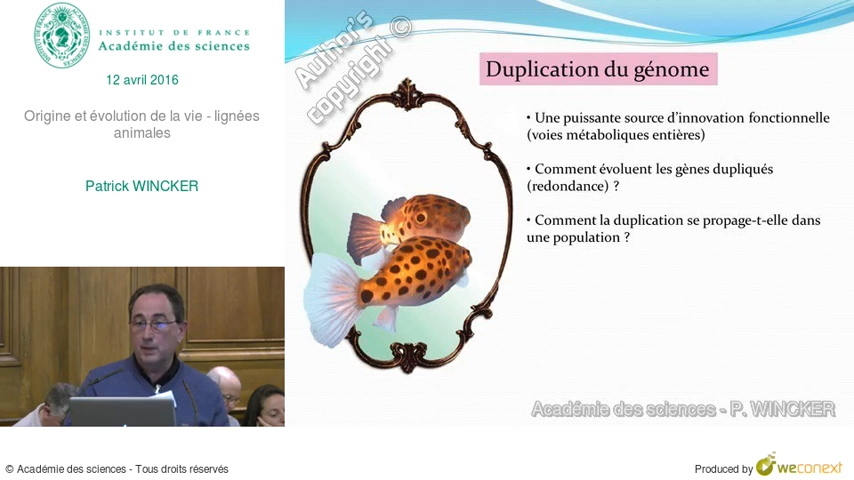 INSTITUT DE FRANCE
Académie des sciences
12 avril 2016
Origine et évolution de la vie - lignées
animales
Patrick WINCKER
Author's
copyright ©
Duplication du génome
• Une puissante source d'innovation fonctionnelle
(voies métaboliques entières)
• Comment évoluent les gènes dupliqués
(redondance) ?
• Comment la duplication se propage-t-elle dans
une population ?
Académie des sciences - P. WINCKER
© Académie des sciences - Tous droits réservés
Produced by weconext